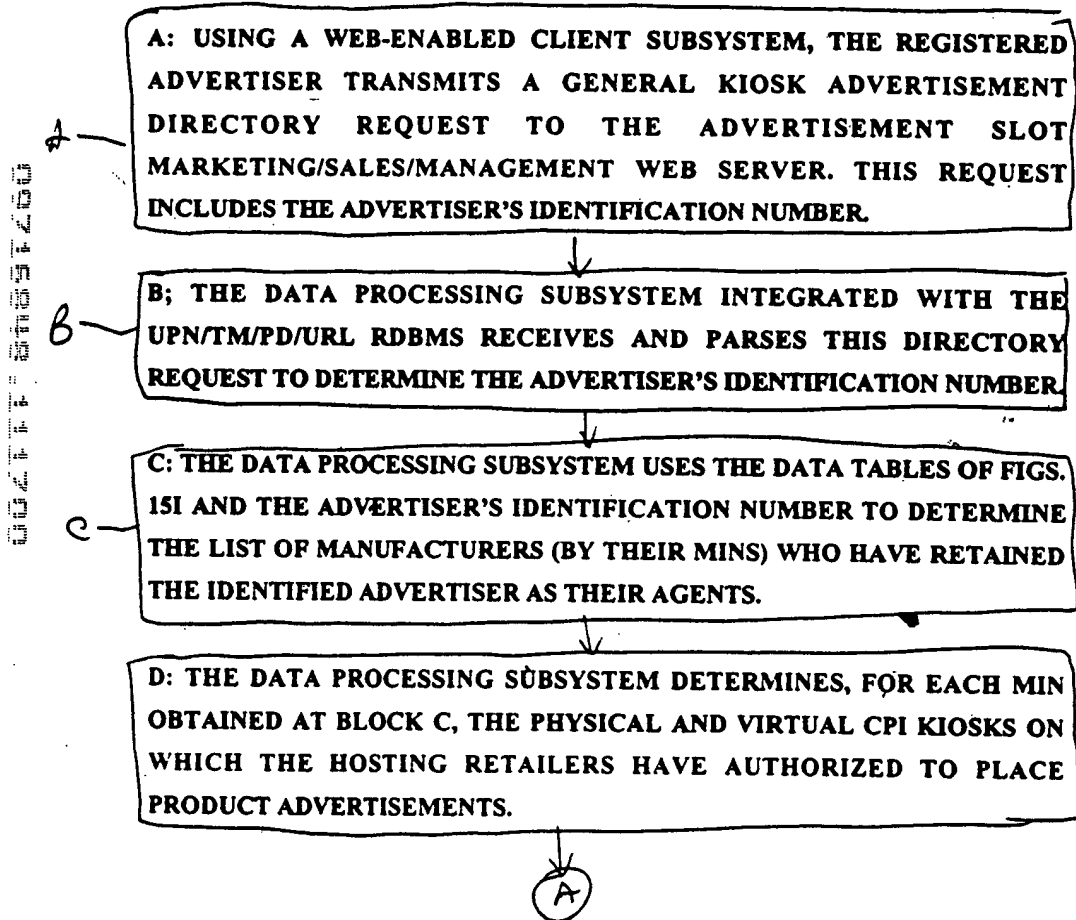 A: USING A WEB-ENABLED CLIENT SUBSYSTEM, THE REGISTERED
ADVERTISER TRANSMITS A GENERAL KIOSK ADVERTISEMENT
DIRECTORY REQUEST TO THE ADVERTISEMENT SLOT
MARKETING/SALES/MANAGEMENT WEB SERVER. THIS REQUEST
INCLUDES THE ADVERTISER'S IDENTIFICATION NUMBER.
B; THE DATA PROCESSING SUBSYSTEM INTEGRATED WITH THE
B
UPN/TM/PD/URL RDBMS RECEIVES AND PARSES THIS DIRECTORY
REQUEST TO DETERMINE THE ADVERTISER'S IDENTIFICATION NUMBER.
C: THE DATA PROCESSING SUBSYSTEM USES THE DATA TABLES OF FIGS.
15I AND THE ADVERTISER'S IDENTIFICATION NUMBER TO DETERMINE
C
THE LIST OF MANUFACTURERS (BY THEIR MINS) WHO HAVE RETAINED
THE IDENTIFIED ADVERTISER AS THEIR AGENTS.
D: THE DATA PROCESSING SUBSYSTEM DETERMINES, FOR EACH MIN
OBTAINED AT BLOCK C, THE PHYSICAL AND VIRTUAL CPI KIOSKS ON
WHICH THE HOSTING RETAILERS HAVE AUTHORIZED TO PLACE
PRODUCT ADVERTISEMENTS.
A